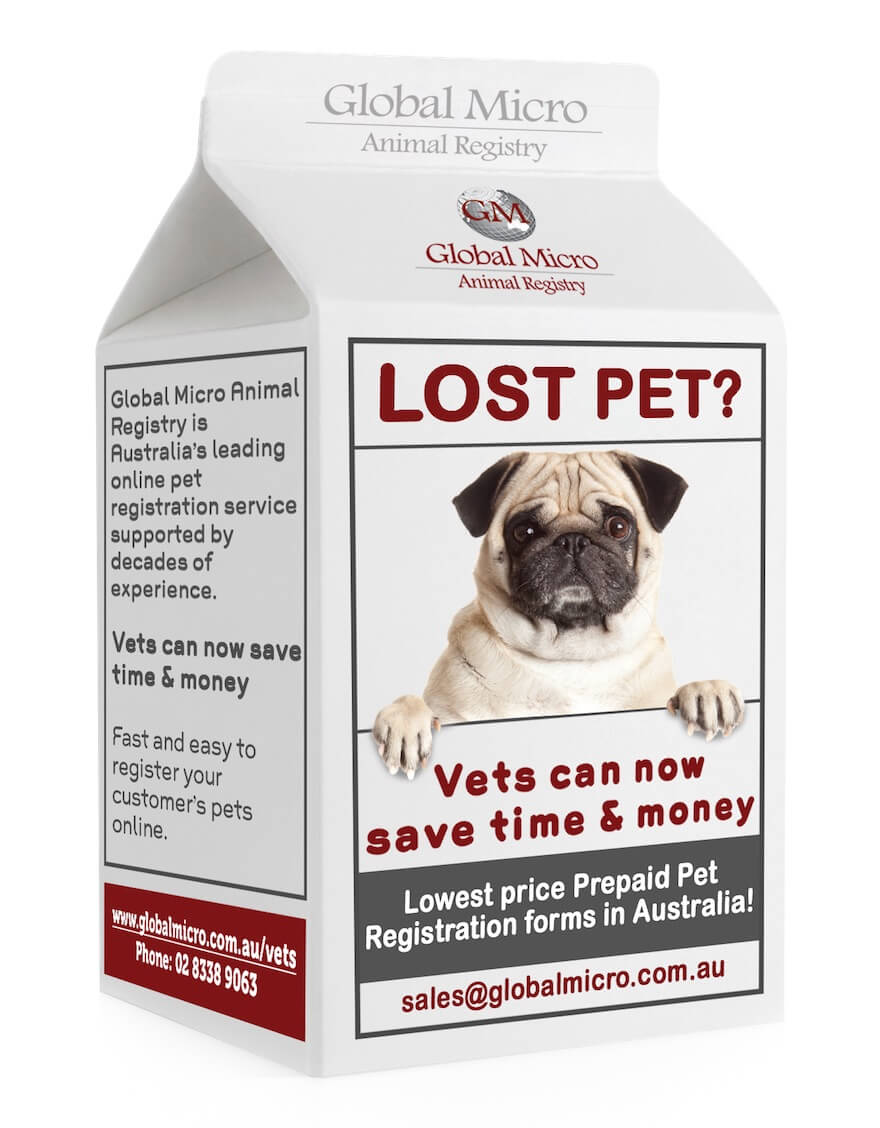 Global Micro
Animal Registry
GM
Global Micro
Animal Registry
LOST PET?
Vets can now
save time & money
Lowest price Prepaid Pet
Registration forms in Australia!
sales@globalmicro.com.au
Global Micro Animal
Registry is
Australia's leading
online pet
registration service
supported by
decades of
experience.
Vets can now save
time & money
Fast and easy to
register your
customer's pets
online.
www.globalmicro.com.au/vets
Phone: 02 8338 9063